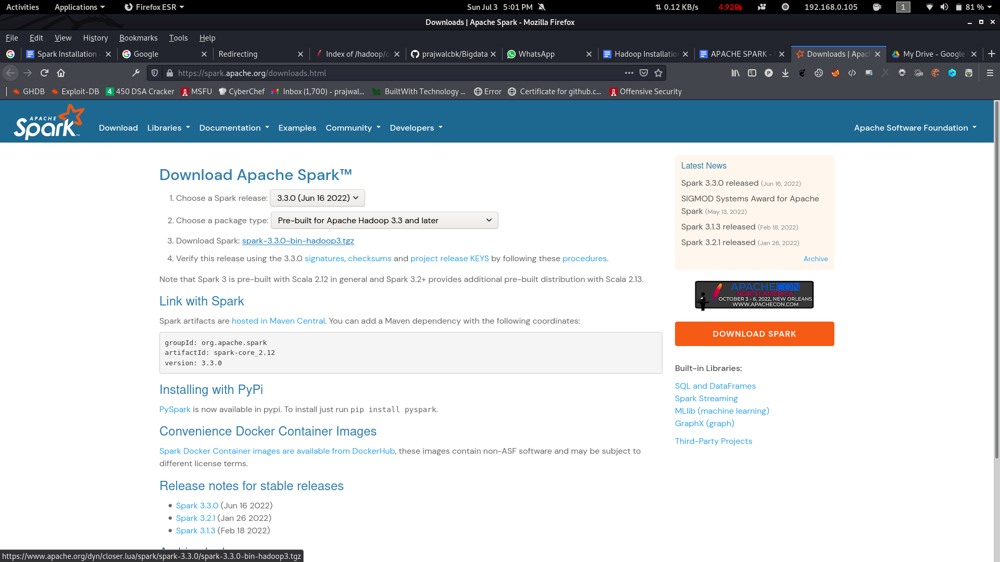 Activities Applications Firefox ESR Sun Jul 3 5:01 PM 0.12 KB/s 4.92GHz 192.168.0.105 1 81 %
Downloads | Apache Spark - Mozilla Firefox
File Edit View History Bookmarks Tools Help
Spark Installation - Google Redirecting Index of /hadoop/co prajwalcbk/Bigdata WhatsApp Hadoop Installation APACHE SPARK - G Downloads | Apach My Drive - Google
https://spark.apache.org/downloads.html
GHDB Exploit-DB 450 DSA Cracker MSFU CyberChef Inbox (1,700) - prajwal... BuiltWith Technology ... Error Certificate for github.c... Offensive Security
APACHE Spark™ Download Libraries Documentation Examples Community Developers Apache Software Foundation
Download Apache Spark™
1. Choose a Spark release: 3.3.0 (Jun 16 2022)
2. Choose a package type: Pre-built for Apache Hadoop 3.3 and later
3. Download Spark: spark-3.3.0-bin-hadoop3.tgz
4. Verify this release using the 3.3.0 signatures, checksums and project release KEYS by following these procedures.
Note that Spark 3 is pre-built with Scala 2.12 in general and Spark 3.2+ provides additional pre-built distribution with Scala 2.13.
Link with Spark
Spark artifacts are hosted in Maven Central. You can add a Maven dependency with the following coordinates:
groupId: org.apache.spark
artifactId: spark-core_2.12
version: 3.3.0
Installing with PyPi
PySpark is now available in pypi. To install just run pip install pyspark.
Convenience Docker Container Images
Spark Docker Container images are available from DockerHub, these images contain non-ASF software and may be subject to
different license terms.
Release notes for stable releases
Spark 3.3.0 (Jun 16 2022)
Spark 3.2.1 (Jan 26 2022)
Spark 3.1.3 (Feb 18 2022)
Latest News
Spark 3.3.0 released (Jun 16, 2022)
SIGMOD Systems Award for Apache
Spark (May 13, 2022)
Spark 3.1.3 released (Feb 18, 2022)
Spark 3.2.1 released (Jan 26, 2022)
Archive
APACHECON
NORTH AMERICA
OCTOBER 3 - 6, 2022, NEW ORLEANS
WWW.APACHECON.COM
DOWNLOAD SPARK
Built-in Libraries:
SQL and DataFrames
Spark Streaming
MLlib (machine learning)
GraphX (graph)
Third-Party Projects
https://www.apache.org/dyn/closer.lua/spark/spark-3.3.0/spark-3.3.0-bin-hadoop3.tgz